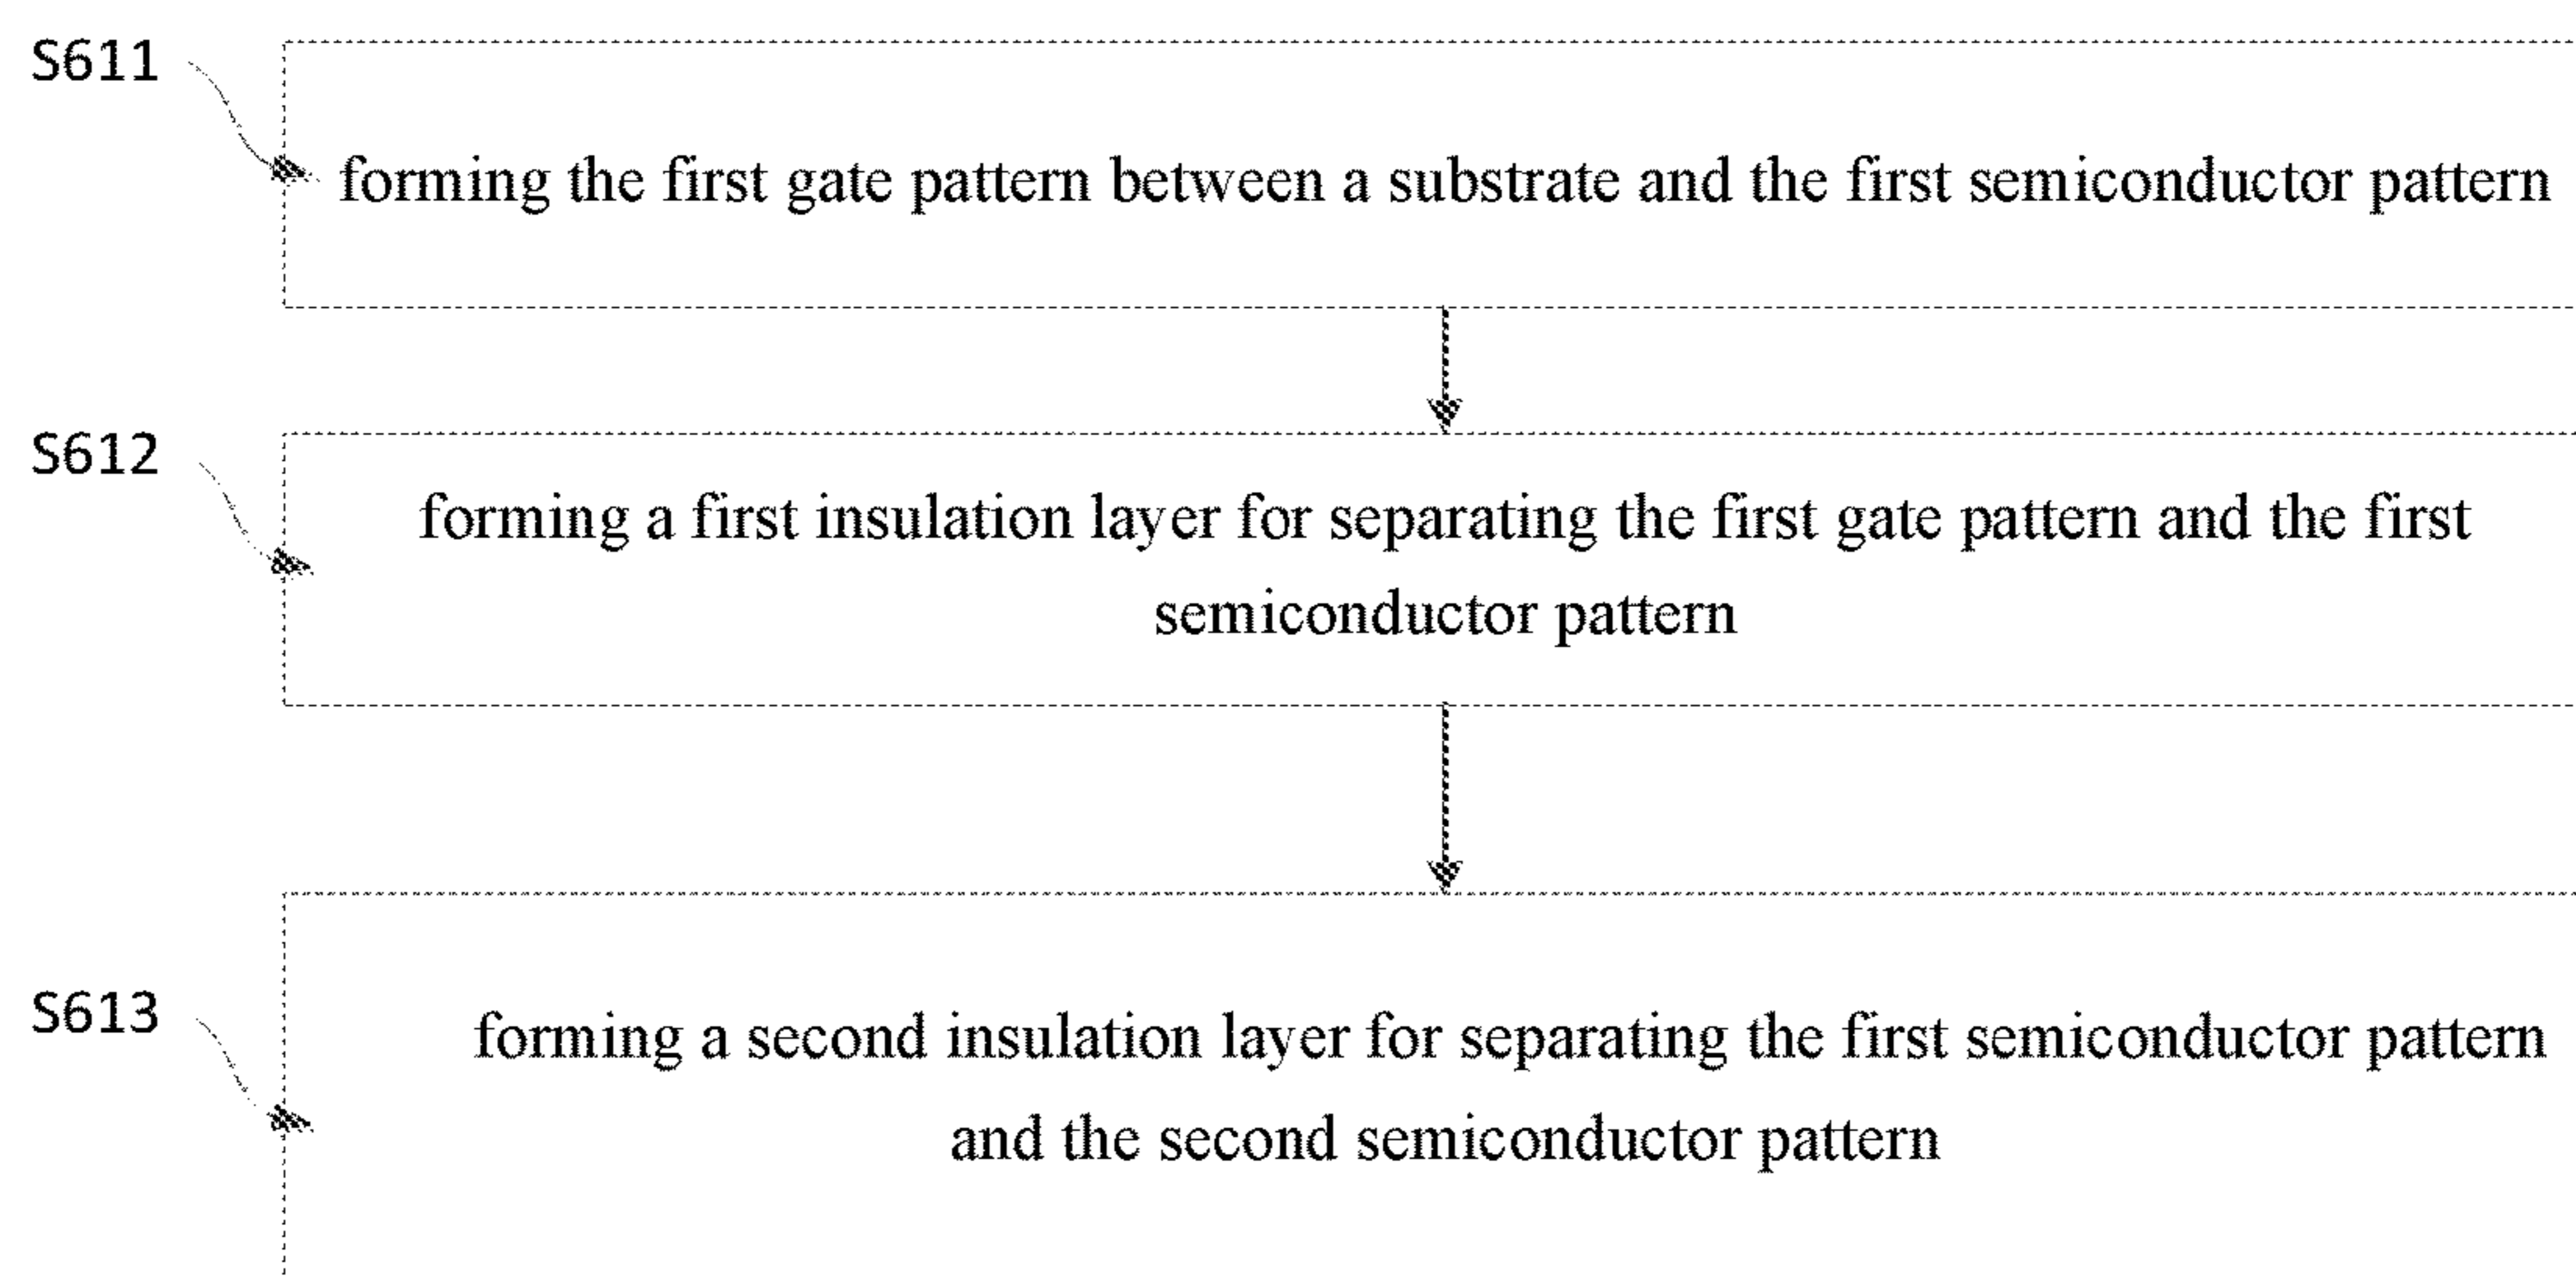 S611
forming the first gate pattern between a substrate and the first semiconductor pattern
S612
forming a first insulation layer for separating the first gate pattern and the first
semiconductor pattern
S613
forming a second insulation layer for separating the first semiconductor pattern
and the second semiconductor pattern